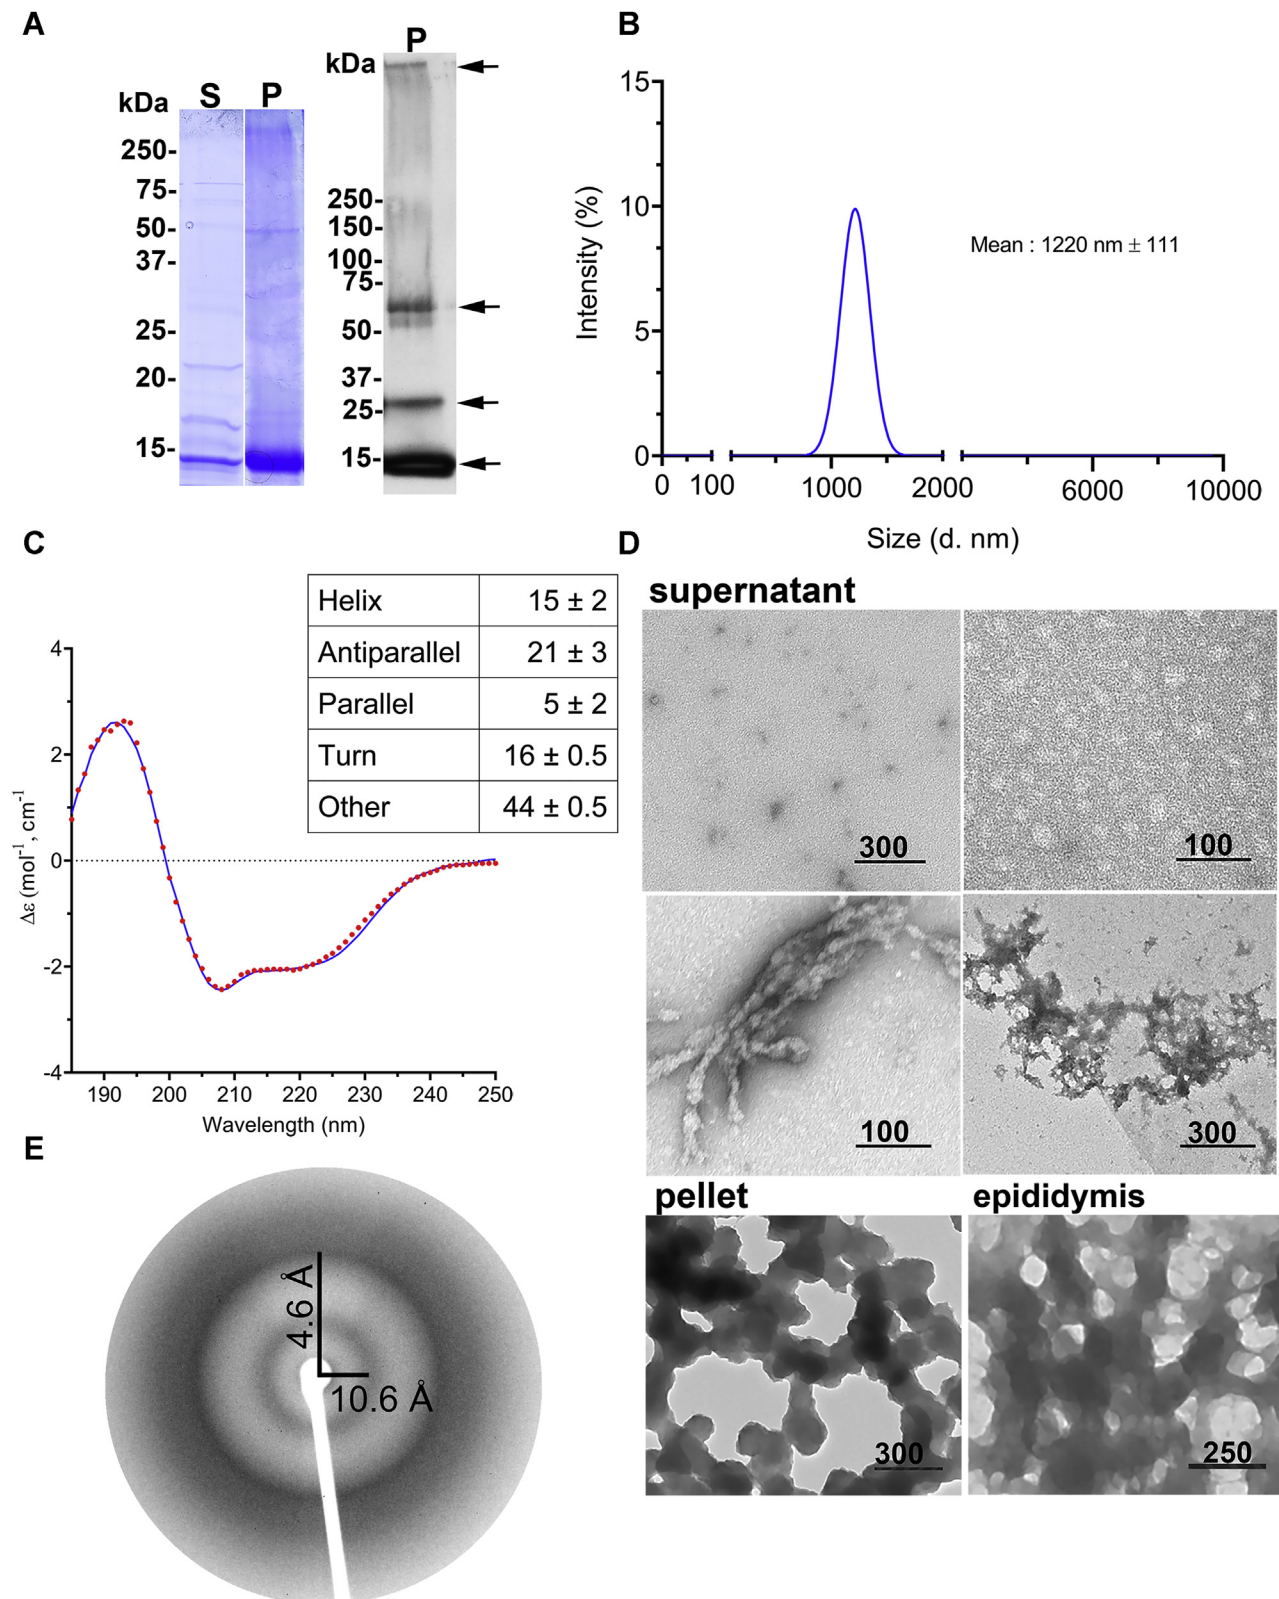 A
kDa
S
P
250-
75-
50-
37-
25-
20-
15-
P
kDa
250-
150-
100-
75-
50-
37-
25-
15-
B
15
10
5
0
Intensity (%)
Mean : 1220 nm ± 111
0 100 1000 2000 6000 10000
Size (d. nm)
C
Helix 15 ± 2
Antiparallel 21 ± 3
Parallel 5 ± 2
Turn 16 ± 0.5
Other 44 ± 0.5
4
2
0
-2
-4
Δε (mol⁻¹, cm⁻¹)
190 200 210 220 230 240 250
Wavelength (nm)
D
supernatant
300
100
100
300
pellet
epididymis
300
250
E
4.6 Å
10.6 Å